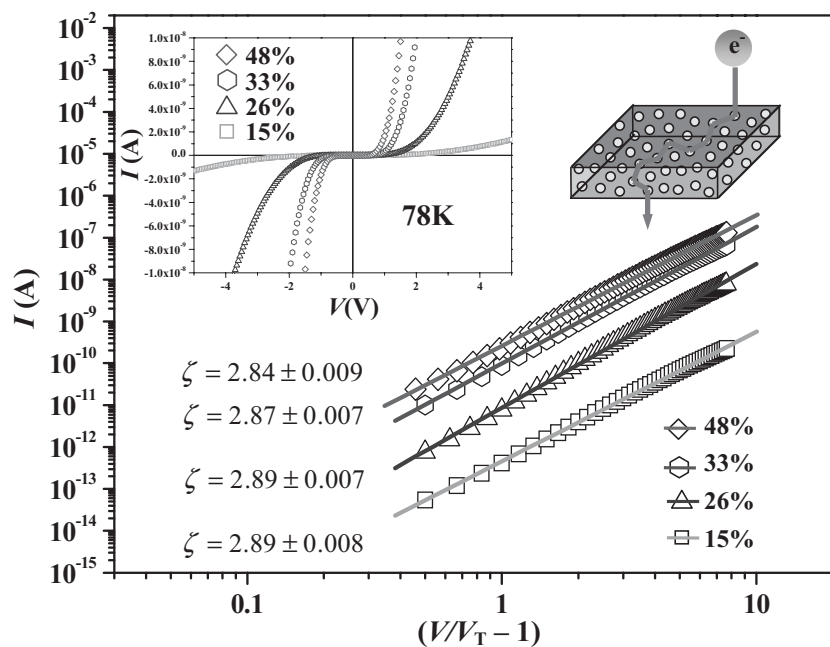 10⁻²
10⁻³
10⁻⁴
10⁻⁵
10⁻⁶
10⁻⁷
10⁻⁸
10⁻⁹
10⁻¹⁰
10⁻¹¹
10⁻¹²
10⁻¹³
10⁻¹⁴
10⁻¹⁵
I (A)
1.0x10⁻⁸
8.0x10⁻⁹
6.0x10⁻⁹
4.0x10⁻⁹
2.0x10⁻⁹
0.0
-2.0x10⁻⁹
-4.0x10⁻⁹
-6.0x10⁻⁹
-8.0x10⁻⁹
-1.0x10⁻⁸
I (A)
48%
33%
26%
15%
78K
-4 -2 0 2 4
V(V)
e⁻
ζ = 2.84 ± 0.009
ζ = 2.87 ± 0.007
ζ = 2.89 ± 0.007
ζ = 2.89 ± 0.008
48%
33%
26%
15%
0.1 1 10
(V/V_T – 1)